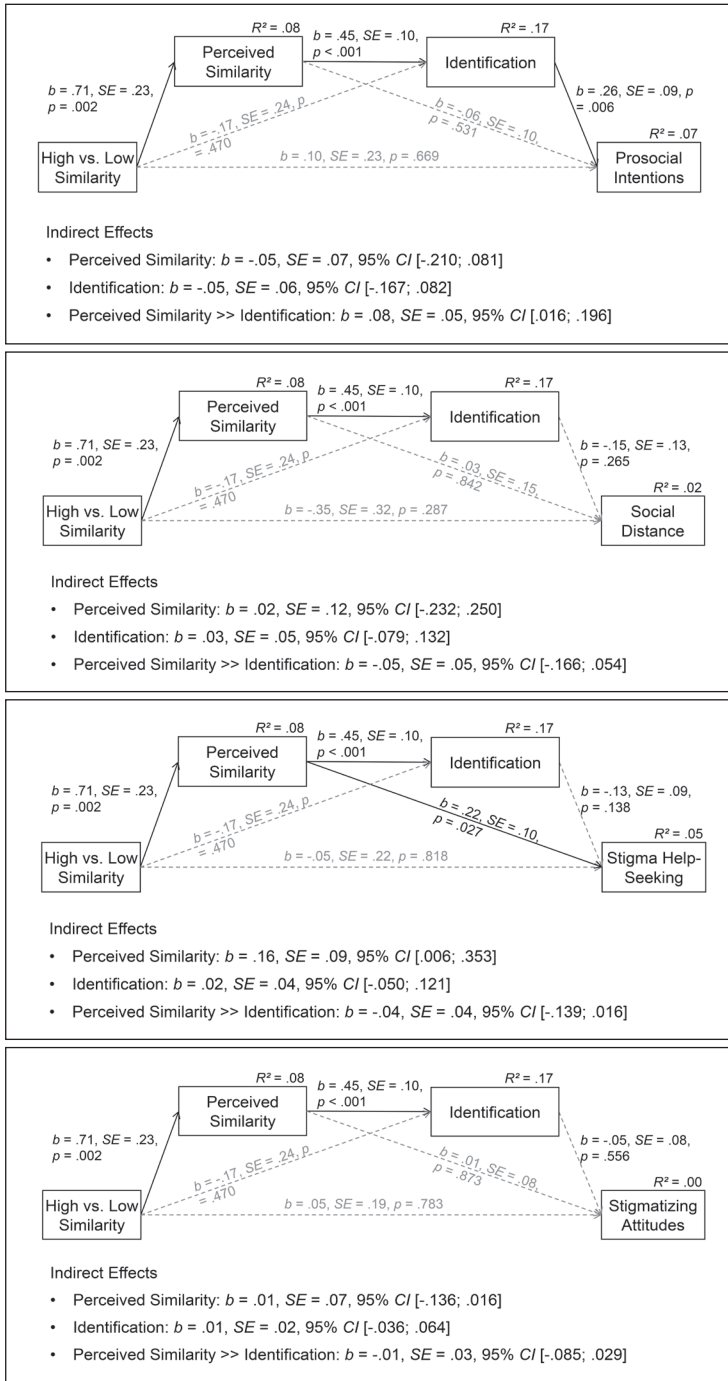 R² = .08
b = .45, SE = .10,
p < .001
R² = .17
Perceived
Similarity
Identification
b = .71, SE = .23,
p = .002
b = -.17, SE = .24, p
= .470
b = -.06, SE = .10,
p = .531
b = .26, SE = .09, p
= .006
R² = .07
High vs. Low
Similarity
b = .10, SE = .23, p = .669
Prosocial
Intentions
Indirect Effects
• Perceived Similarity: b = -.05, SE = .07, 95% CI [-.210; .081]
• Identification: b = -.05, SE = .06, 95% CI [-.167; .082]
• Perceived Similarity >> Identification: b = .08, SE = .05, 95% CI [.016; .196]
R² = .08
b = .45, SE = .10,
p < .001
R² = .17
Perceived
Similarity
Identification
b = .71, SE = .23,
p = .002
b = -.17, SE = .24, p
= .470
b = .03, SE = .15,
p = .842
b = -.15, SE = .13,
p = .265
R² = .02
High vs. Low
Similarity
b = -.35, SE = .32, p = .287
Social
Distance
Indirect Effects
• Perceived Similarity: b = .02, SE = .12, 95% CI [-.232; .250]
• Identification: b = .03, SE = .05, 95% CI [-.079; .132]
• Perceived Similarity >> Identification: b = -.05, SE = .05, 95% CI [-.166; .054]
R² = .08
b = .45, SE = .10,
p < .001
R² = .17
Perceived
Similarity
Identification
b = .71, SE = .23,
p = .002
b = -.17, SE = .24, p
= .470
b = .22, SE = .10,
p = .027
b = -.13, SE = .09,
p = .138
R² = .05
High vs. Low
Similarity
b = -.05, SE = .22, p = .818
Stigma Help-
Seeking
Indirect Effects
• Perceived Similarity: b = .16, SE = .09, 95% CI [.006; .353]
• Identification: b = .02, SE = .04, 95% CI [-.050; .121]
• Perceived Similarity >> Identification: b = -.04, SE = .04, 95% CI [-.139; .016]
R² = .08
b = .45, SE = .10,
p < .001
R² = .17
Perceived
Similarity
Identification
b = .71, SE = .23,
p = .002
b = -.17, SE = .24, p
= .470
b = .01, SE = .08,
p = .873
b = -.05, SE = .08,
p = .556
R² = .00
High vs. Low
Similarity
b = .05, SE = .19, p = .783
Stigmatizing
Attitudes
Indirect Effects
• Perceived Similarity: b = .01, SE = .07, 95% CI [-.136; .016]
• Identification: b = .01, SE = .02, 95% CI [-.036; .064]
• Perceived Similarity >> Identification: b = -.01, SE = .03, 95% CI [-.085; .029]